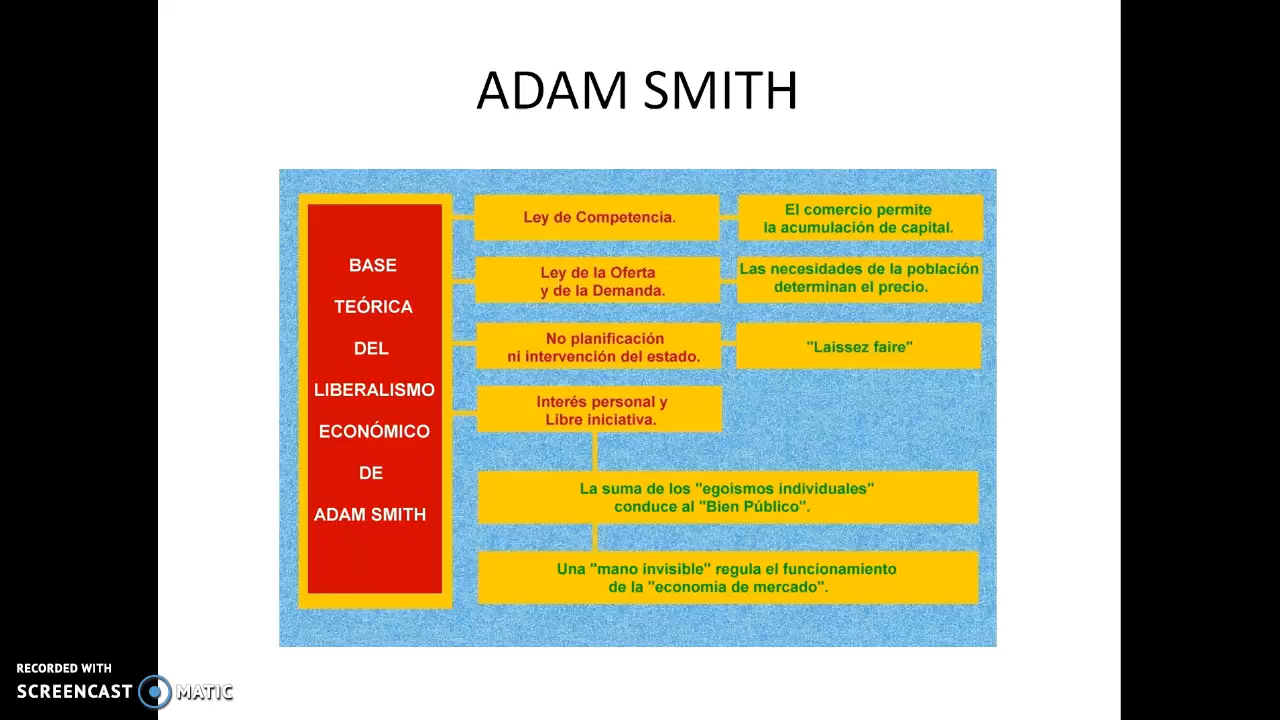 ADAM SMITH
BASE
TEÓRICA
DEL
LIBERALISMO
ECONÓMICO
DE
ADAM SMITH
Ley de Competencia.
El comercio permite
la acumulación de capital.
Ley de la Oferta
y de la Demanda.
Las necesidades de la población
determinan el precio.
No planificación
ni intervención del estado.
"Laissez faire"
Interés personal y
Libre iniciativa.
La suma de los "egoismos individuales"
conduce al "Bien Público".
Una "mano invisible" regula el funcionamiento
de la "economía de mercado".
RECORDED WITH
SCREENCAST MATIC